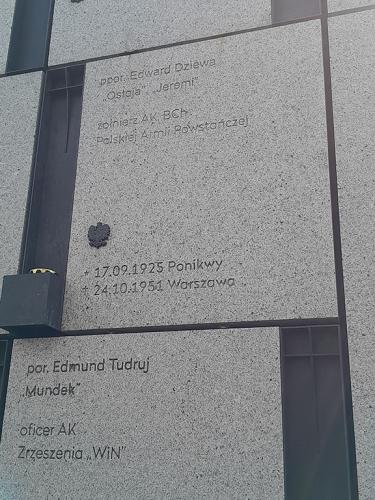 ppor. Edward Dziewa
„Ostoja”, „Jeremi”
żołnierz AK, BCh
Polskiej Armii Powstańczej
* 17.09.1925 Ponikwy
† 24.10.1951 Warszawa
por. Edmund Tudruj
„Mundek”
oficer AK
Zrzeszenia „WiN”